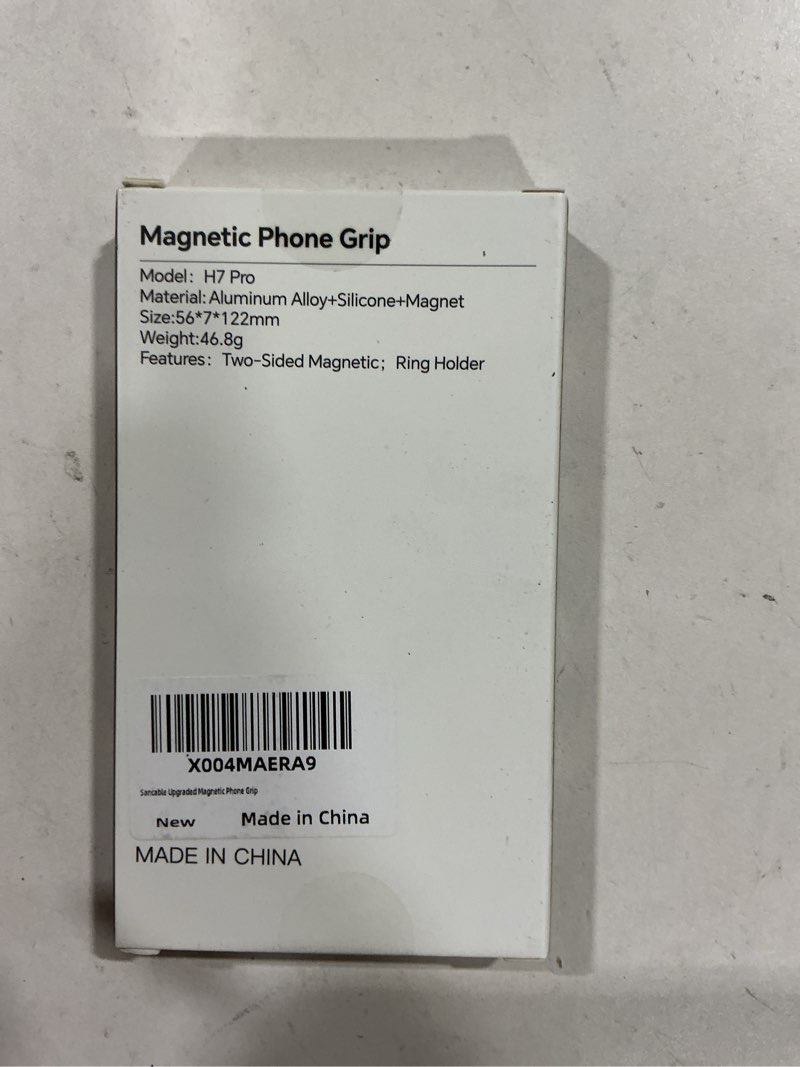 Magnetic Phone Grip
Model: H7 Pro
Material:Aluminum Alloy+Silicone+Magnet
Size:56*7*122mm
Weight:46.8g
Features: Two-Sided Magnetic; Ring Holder
X004MAERA9
Sancable Upgraded Magnetic Phone Grip
New Made in China
MADE IN CHINA